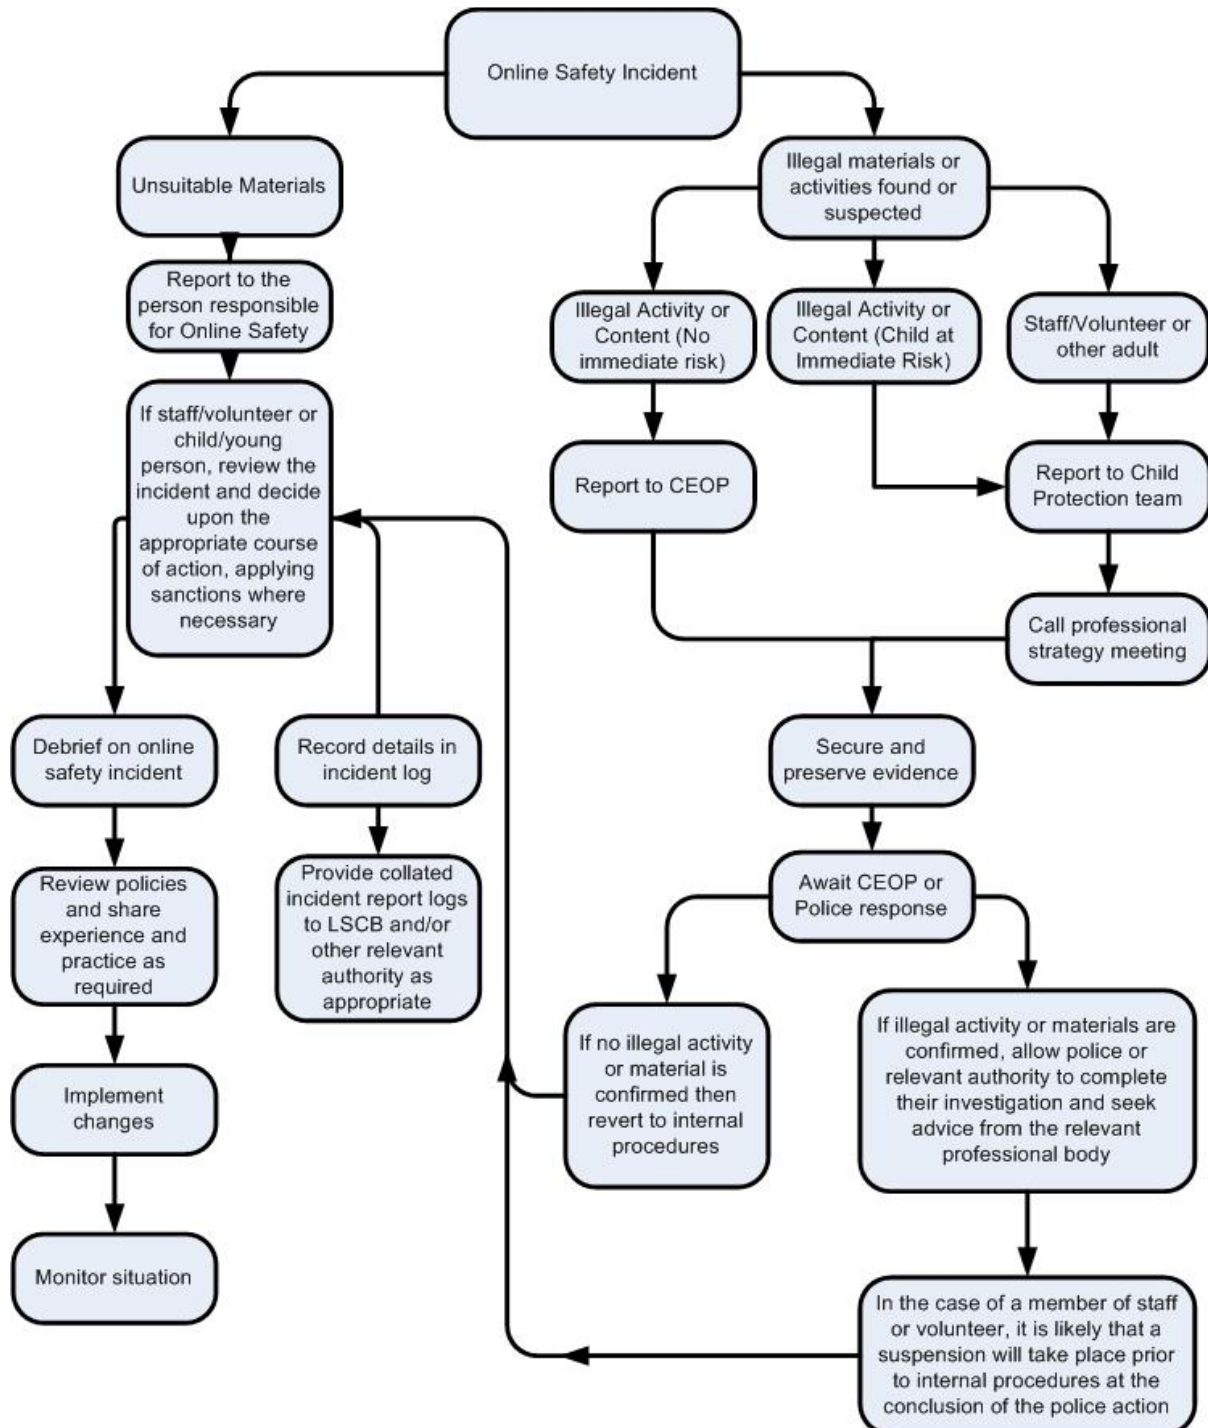 Online Safety Incident
Unsuitable Materials
Report to the
person responsible
for Online Safety
If staff/volunteer or
child/young
person, review the
incident and decide
upon the
appropriate course
of action, applying
sanctions where
necessary
Debrief on online
safety incident
Review policies
and share
experience and
practice as
required
Implement
changes
Monitor situation
Record details in
incident log
Provide collated
incident report logs
to LSCB and/or
other relevant
authority as
appropriate
Illegal materials or
activities found or
suspected
Illegal Activity or
Content (No
immediate risk)
Illegal Activity or
Content (Child at
Immediate Risk)
Staff/Volunteer or
other adult
Report to CEOP
Report to Child
Protection team
Call professional
strategy meeting
Secure and
preserve evidence
Await CEOP or
Police response
If no illegal activity
or material is
confirmed then
revert to internal
procedures
If illegal activity or materials are
confirmed, allow police or
relevant authority to complete
their investigation and seek
advice from the relevant
professional body
In the case of a member of staff
or volunteer, it is likely that a
suspension will take place prior
to internal procedures at the
conclusion of the police action